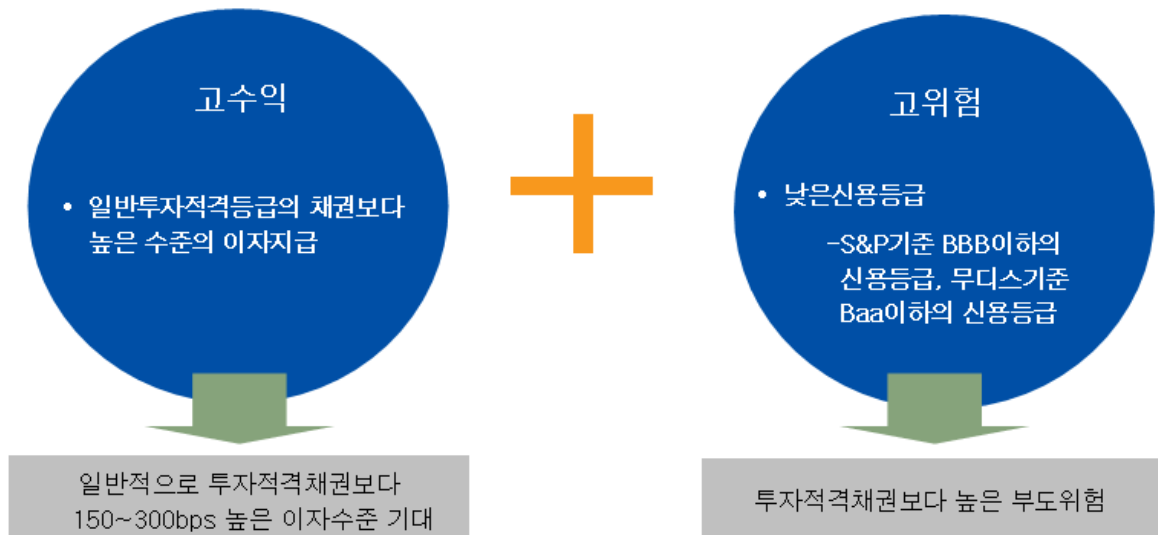 고수익
• 일반투자적격등급의 채권보다
높은 수준의 이자지급
일반적으로 투자적격채권보다
150~300bps 높은 이자수준 기대
고위험
• 낮은신용등급
-S&P기준 BBB이하의
신용등급, 무디스기준
Baa이하의 신용등급
투자적격채권보다 높은 부도위험